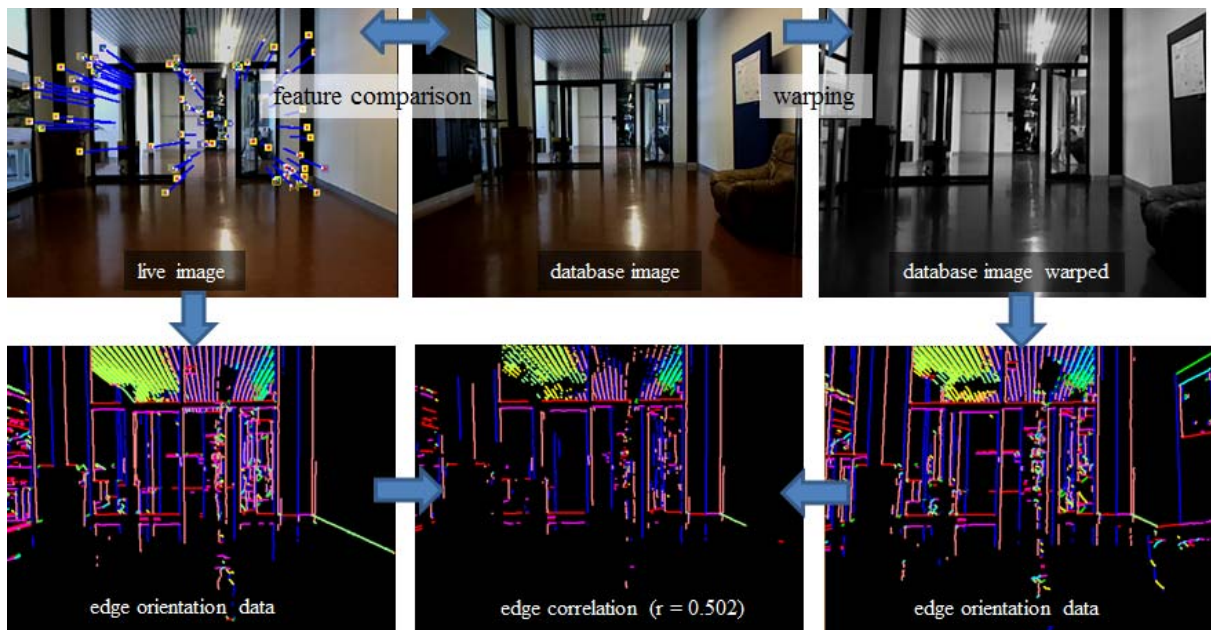 feature comparison
warping
live image
database image
database image warped
edge orientation data
edge correlation (r = 0.502)
edge orientation data